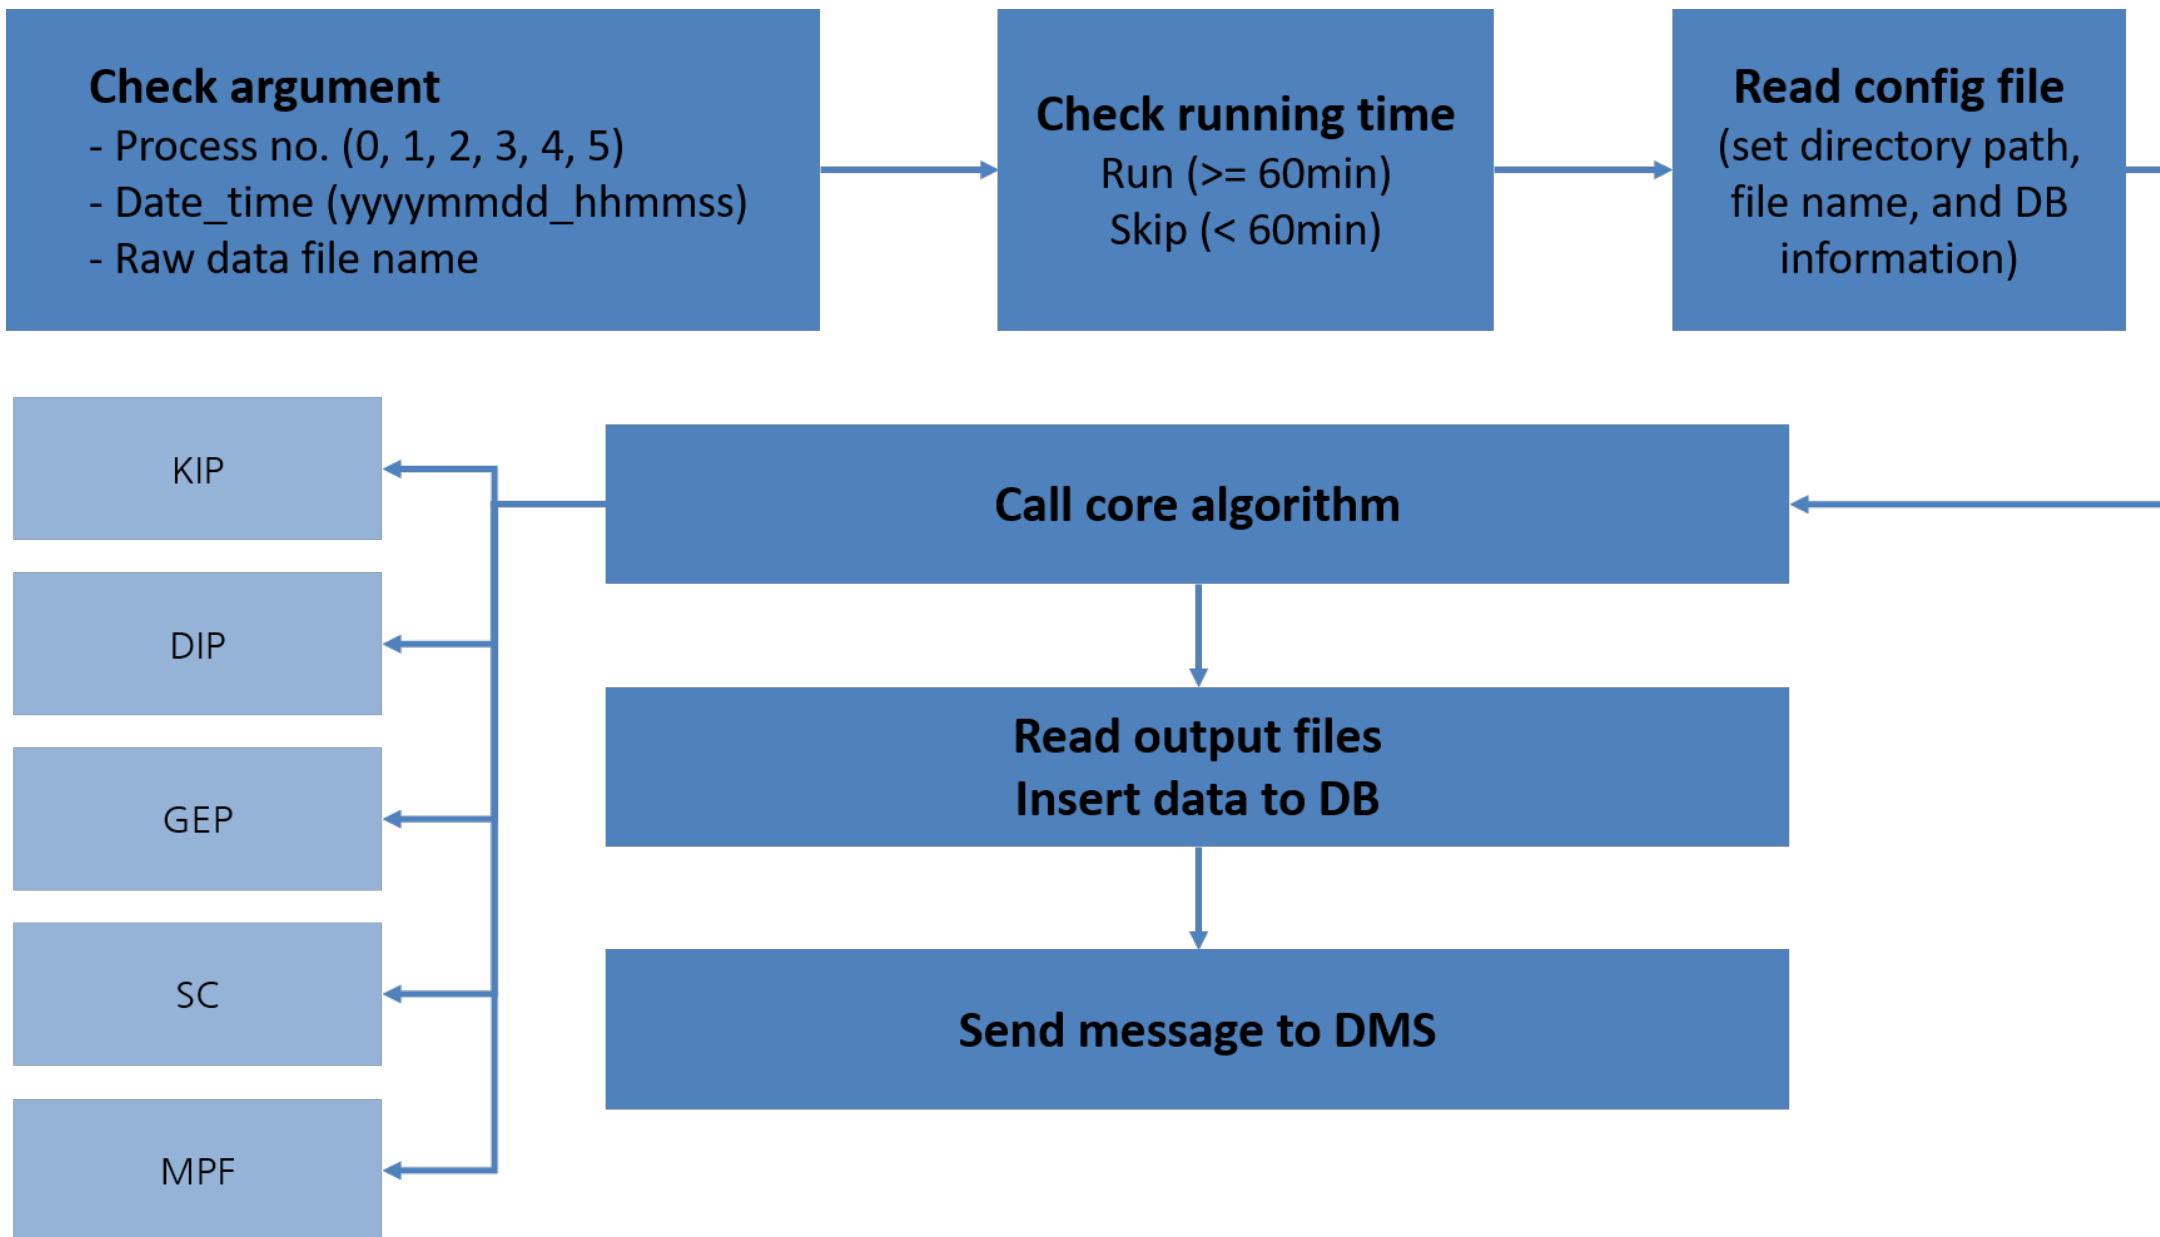 Check argument
- Process no. (0, 1, 2, 3, 4, 5)
- Date_time (yyyymmdd_hhmmss)
- Raw data file name
Check running time
Run (>= 60min)
Skip (< 60min)
Read config file
(set directory path,
file name, and DB
information)
Call core algorithm
KIP
DIP
GEP
SC
MPF
Read output files
Insert data to DB
Send message to DMS